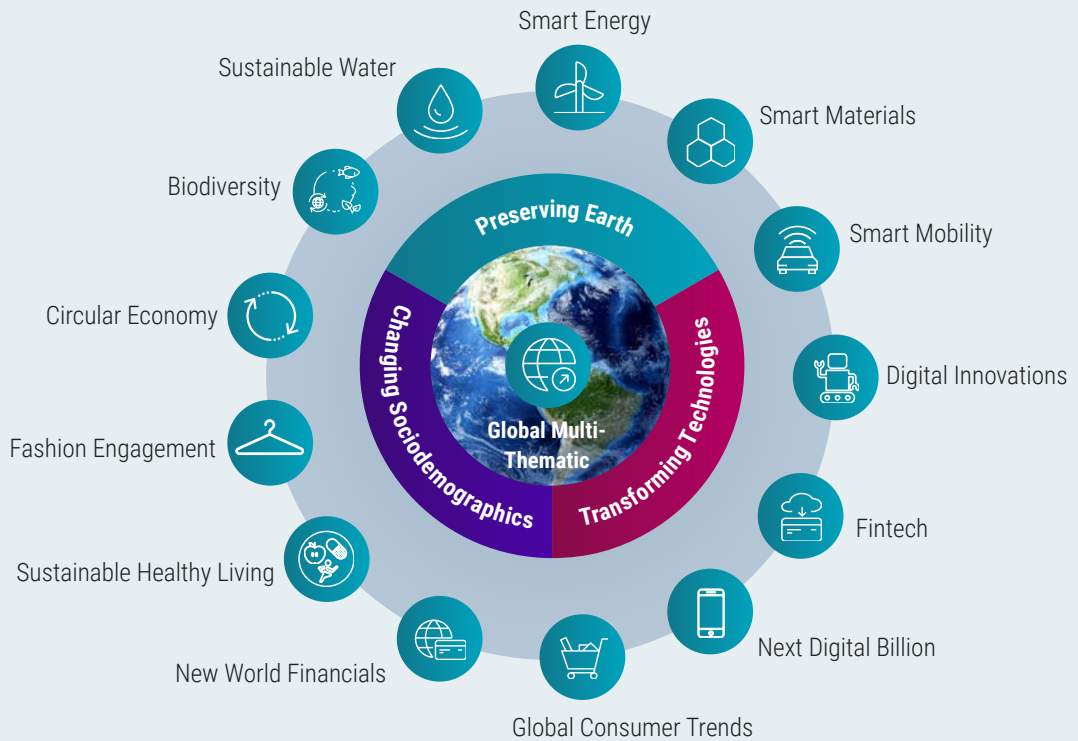 Smart Energy
Sustainable Water
Smart Materials
Biodiversity
Preserving Earth
Smart Mobility
Circular Economy
Changing Sociodemographics
Transforming Technologies
Digital Innovations
Global Multi-
Thematic
Fashion Engagement
Fintech
Sustainable Healthy Living
Next Digital Billion
New World Financials
Global Consumer Trends